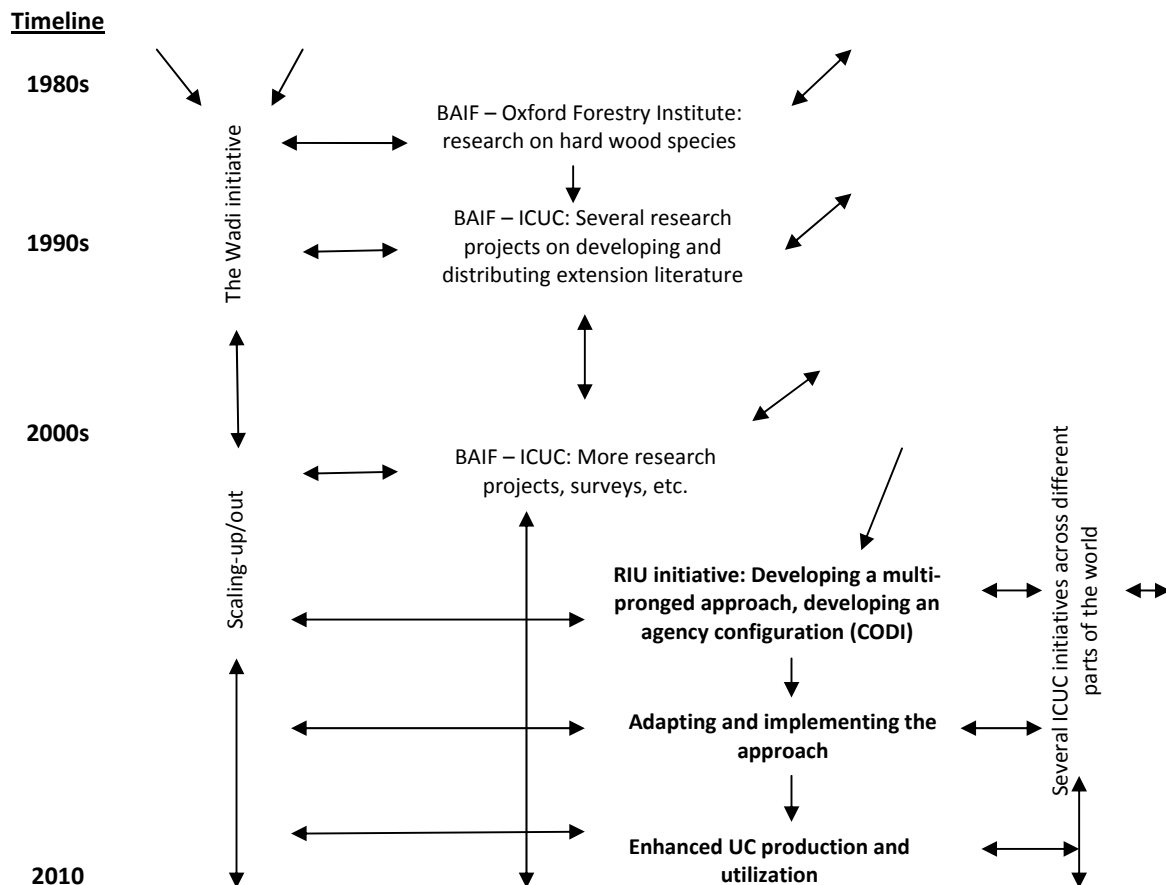 Timeline
1980s
BAIF – Oxford Forestry Institute:
research on hard wood species
The Wadi initiative
1990s
BAIF – ICUC: Several research
projects on developing and
distributing extension literature
2000s
BAIF – ICUC: More research
projects, surveys, etc.
Scaling-up/out
RIU initiative: Developing a multi-
pronged approach, developing an
agency configuration (CODI)
Several ICUC initiatives across different
parts of the world
Adapting and implementing the
approach
Enhanced UC production and
utilization
2010